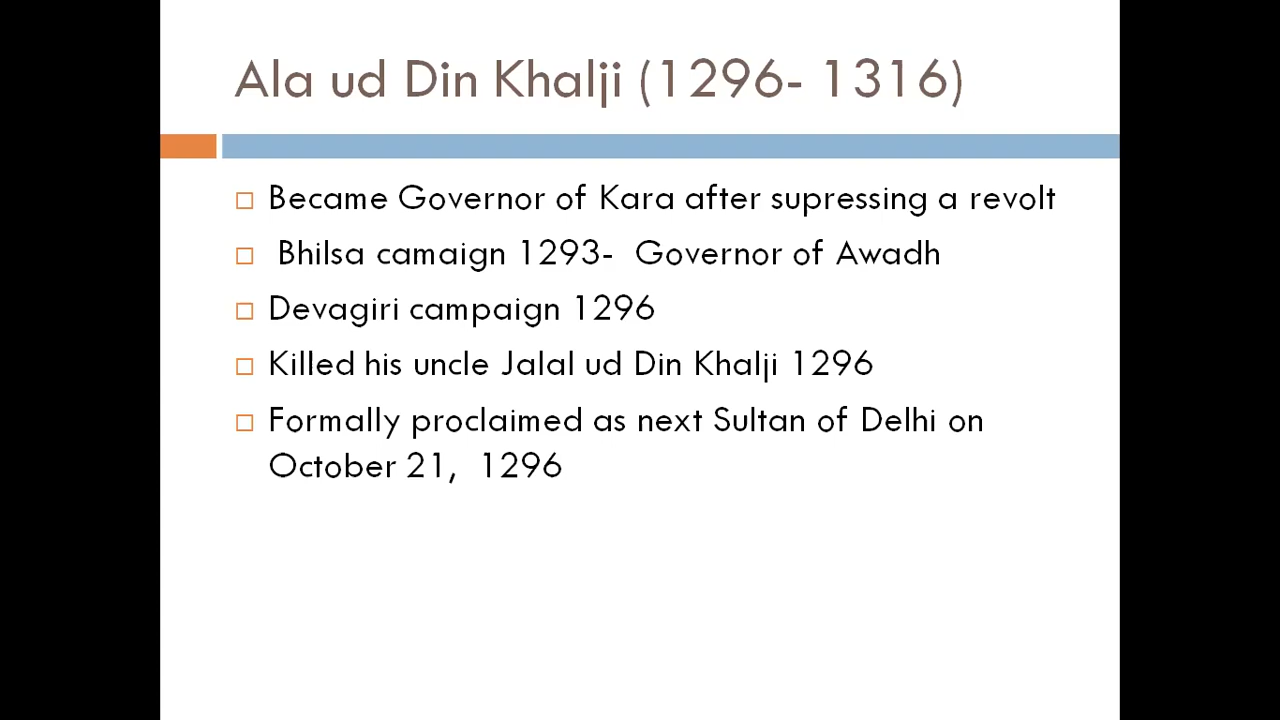 Ala ud Din Khalji (1296- 1316)
Became Governor of Kara after supressing a revolt
Bhilsa camaign 1293-  Governor of Awadh
Devagiri campaign 1296
Killed his uncle Jalal ud Din Khalji 1296
Formally proclaimed as next Sultan of Delhi on
October 21,  1296